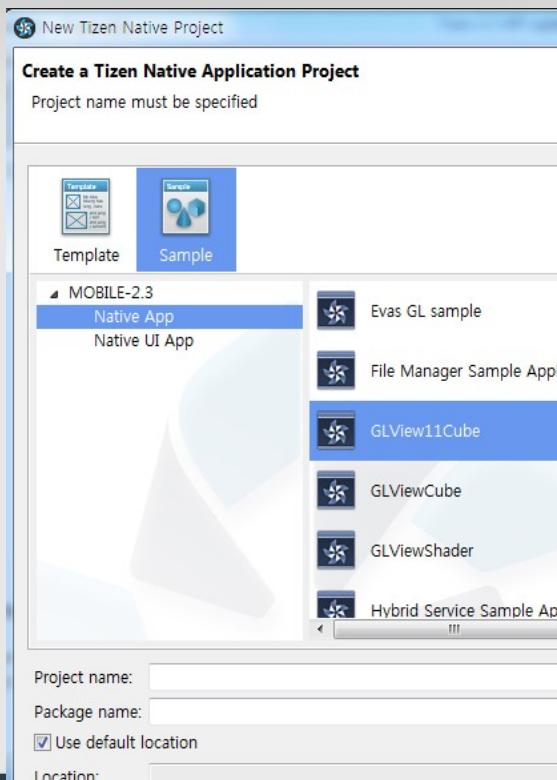 New Tizen Native Project
Create a Tizen Native Application Project
Project name must be specified
Template
Sample
MOBILE-2.3
Native App
Native UI App
Evas GL sample
File Manager Sample Appl
GLView11Cube
GLViewCube
GLViewShader
Hybrid Service Sample Ap
Project name:
Package name:
Use default location
Location: